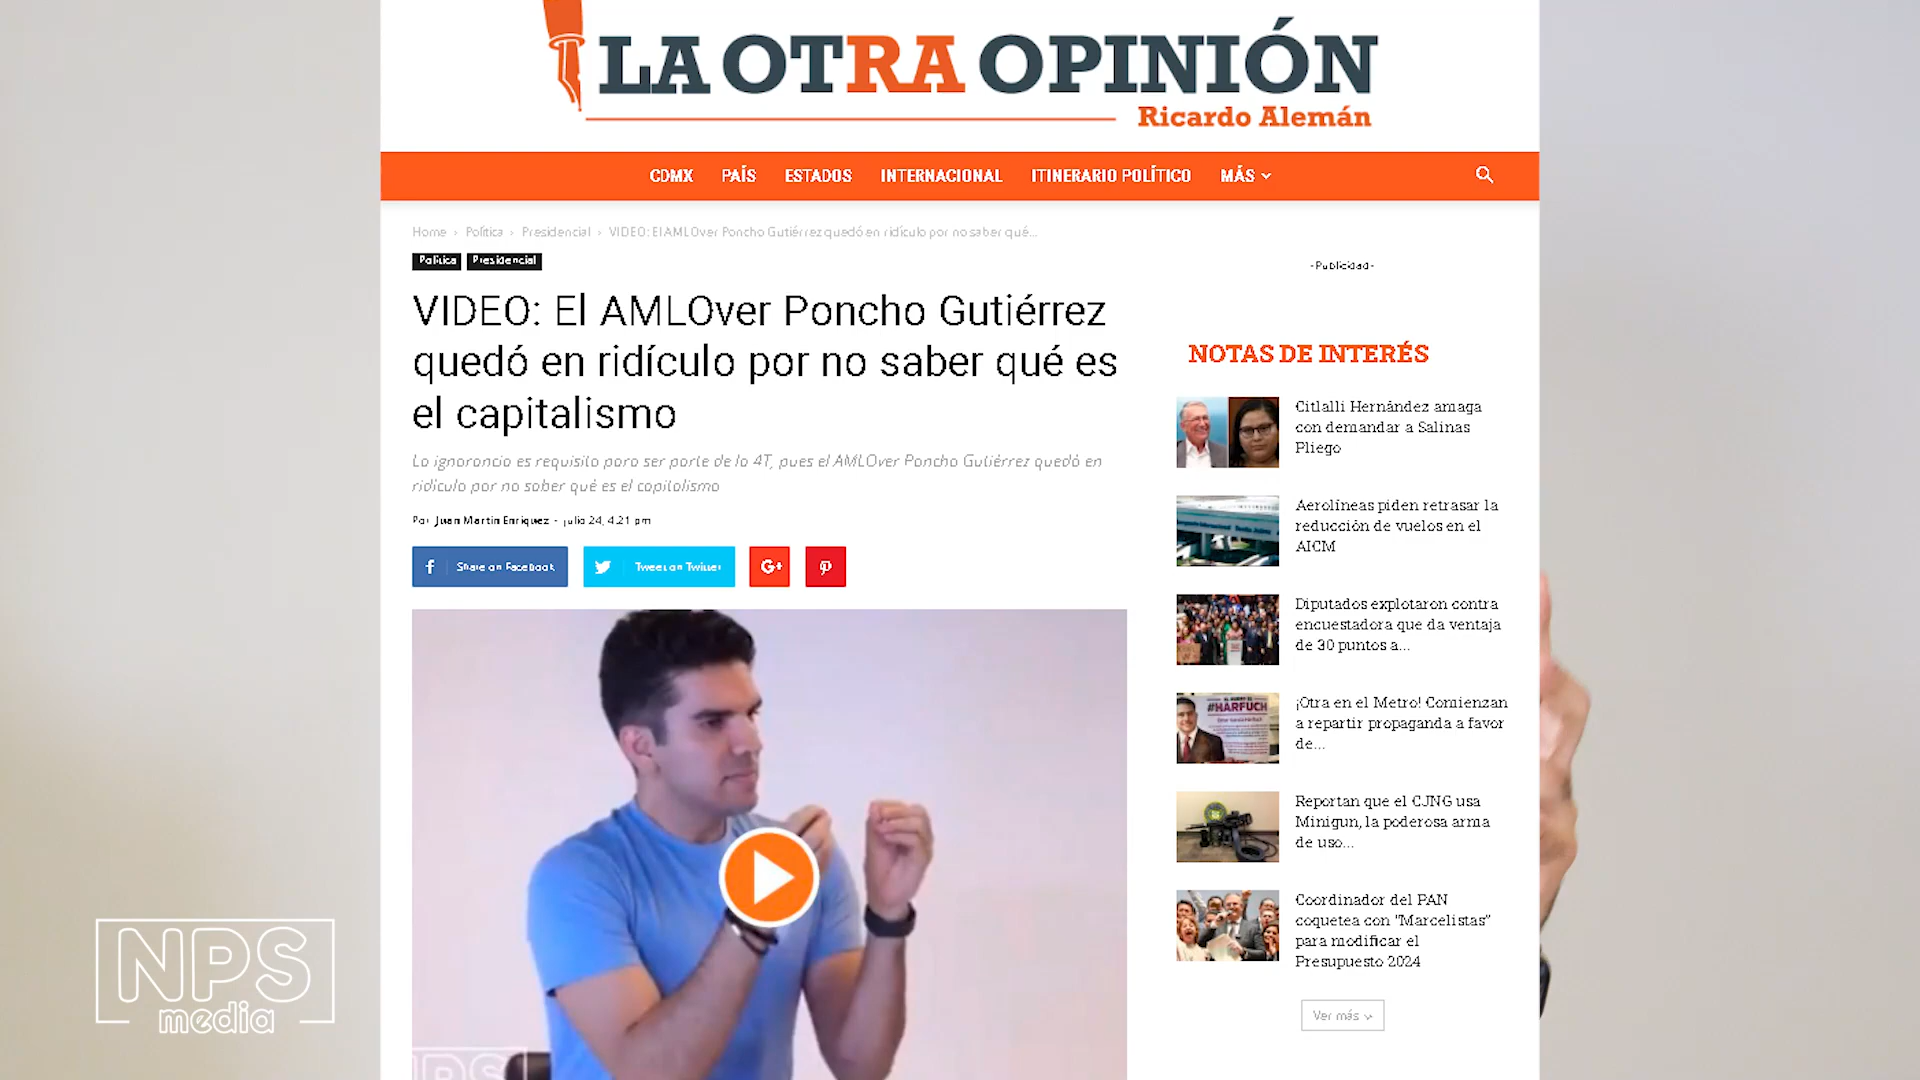 LA OTRA OPINIÓN
Ricardo Alemán
CDMX PAÍS ESTADOS INTERNACIONAL ITINERARIO POLÍTICO MÁS
Home › Política › Presidencial › VIDEO: El AMLOver Poncho Gutiérrez quedó en ridículo por no saber qué...
Política Presidencial
VIDEO: El AMLOver Poncho Gutiérrez
quedó en ridículo por no saber qué es
el capitalismo
La ignorancia es requisito para ser parte de la 4T, pues el AMLOver Poncho Gutiérrez quedó en
ridículo por no saber qué es el capitalismo
Por Juan Martin Enriquez - julio 24, 4:21 pm
Share on Facebook
Tweet on Twitter
G+
- Publicidad -
NOTAS DE INTERÉS
Citlalli Hernández amaga
con demandar a Salinas
Pliego
Aerolíneas piden retrasar la
reducción de vuelos en el
AICM
Diputados explotaron contra
encuestadora que da ventaja
de 30 puntos a...
#HARFUCH
¡Otra en el Metro! Comienzan
a repartir propaganda a favor
de...
Reportan que el CJNG usa
Minigun, la poderosa arma
de uso...
Coordinador del PAN
coquetea con "Marcelistas"
para modificar el
Presupuesto 2024
Ver más
NPS
media